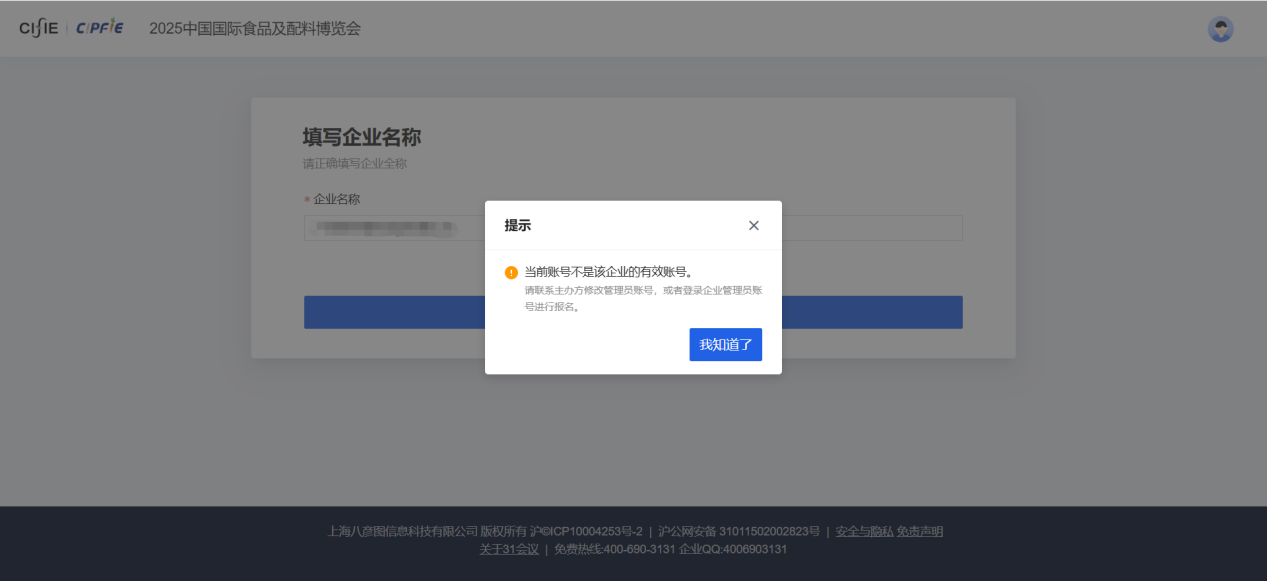 CIFIE | CIPFIE 2025中国国际食品及配料博览会
填写企业名称
请正确填写企业全称
* 企业名称
提示
当前账号不是该企业的有效账号。
请联系主办方修改管理员账号，或者登录企业管理员账
号进行报名。
我知道了
上海八彦图信息科技有限公司 版权所有 沪©ICP10004253号-2 | 沪公网安备 31011502002823号 | 安全与隐私 免责声明
关于31会议 | 免费热线:400-690-3131 企业QQ:4006903131